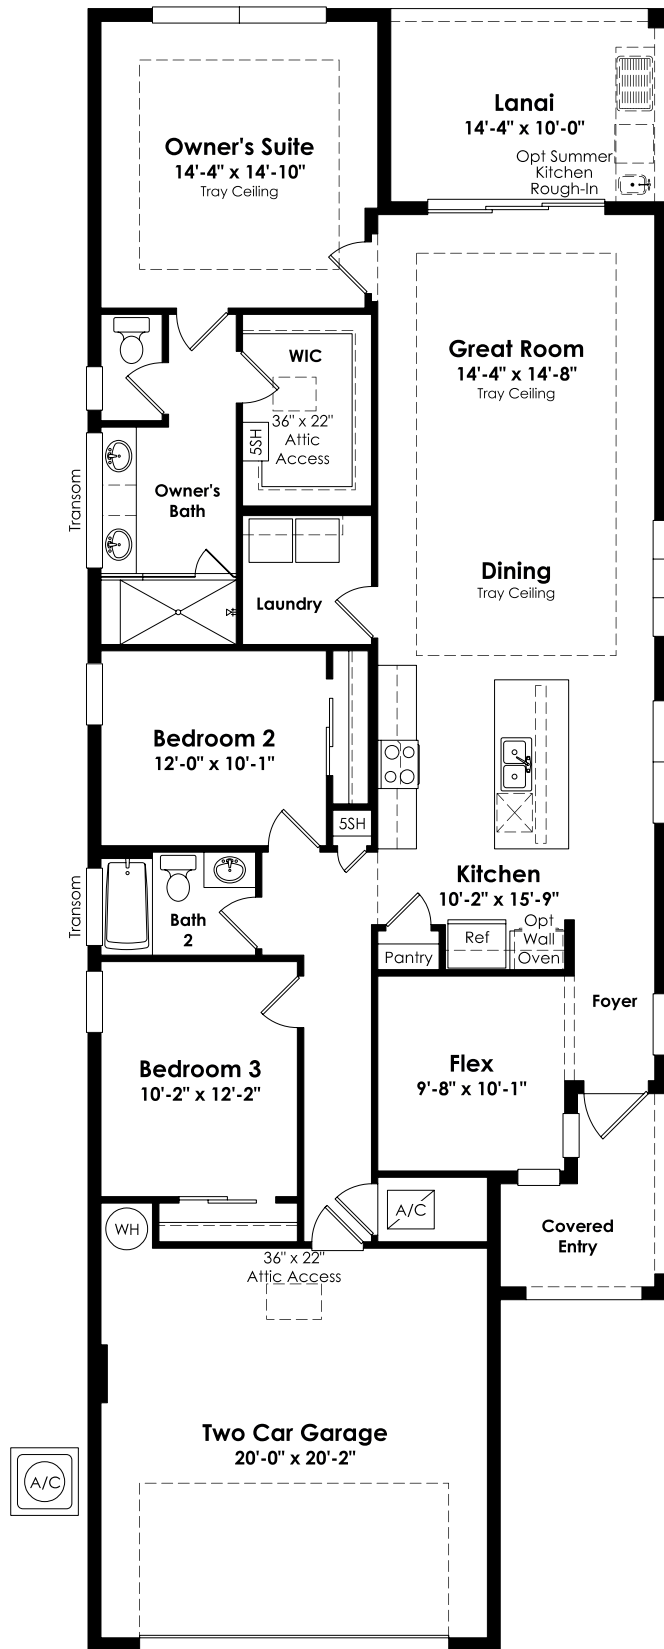 Lanai
14'-4" x 10'-0"
Opt Summer
Kitchen
Rough-In
Owner's Suite
14'-4" x 14'-10"
Tray Ceiling
Great Room
14'-4" x 14'-8"
Tray Ceiling
WIC
36" x 22"
Attic
Access
5SH
Transom
Owner's
Bath
Dining
Tray Ceiling
Laundry
Bedroom 2
12'-0" x 10'-1"
5SH
Kitchen
10'-2" x 15'-9"
Transom
Bath
2
Opt
Wall
Oven
Ref
Pantry
Foyer
Bedroom 3
10'-2" x 12'-2"
Flex
9'-8" x 10'-1"
WH
A/C
Covered
Entry
36" x 22"
Attic Access
Two Car Garage
20'-0" x 20'-2"
A/C